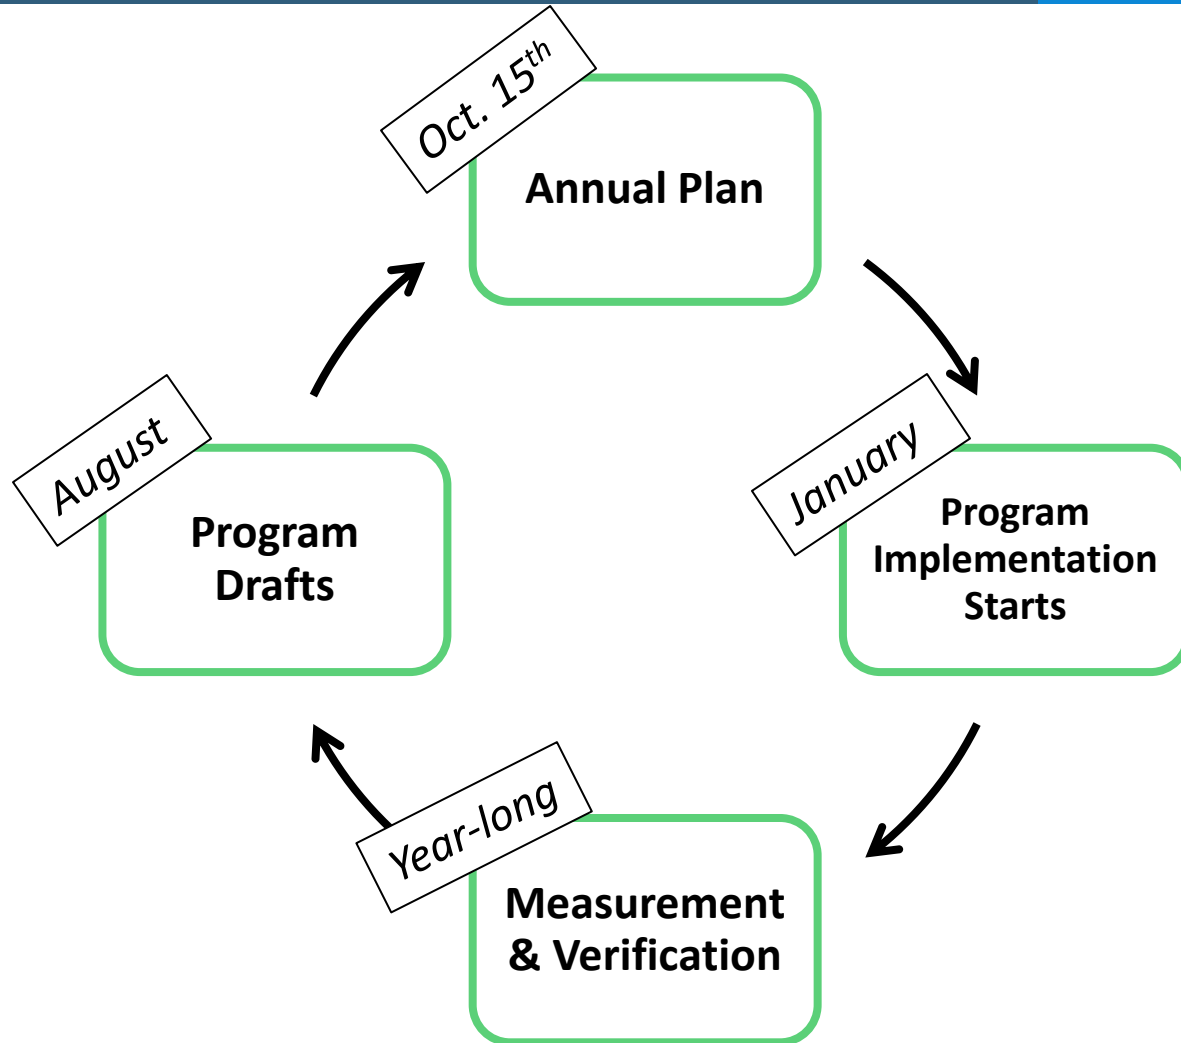 Oct. 15th
Annual Plan
January
Program
Implementation
Starts
Year-long
Measurement
& Verification
August
Program
Drafts